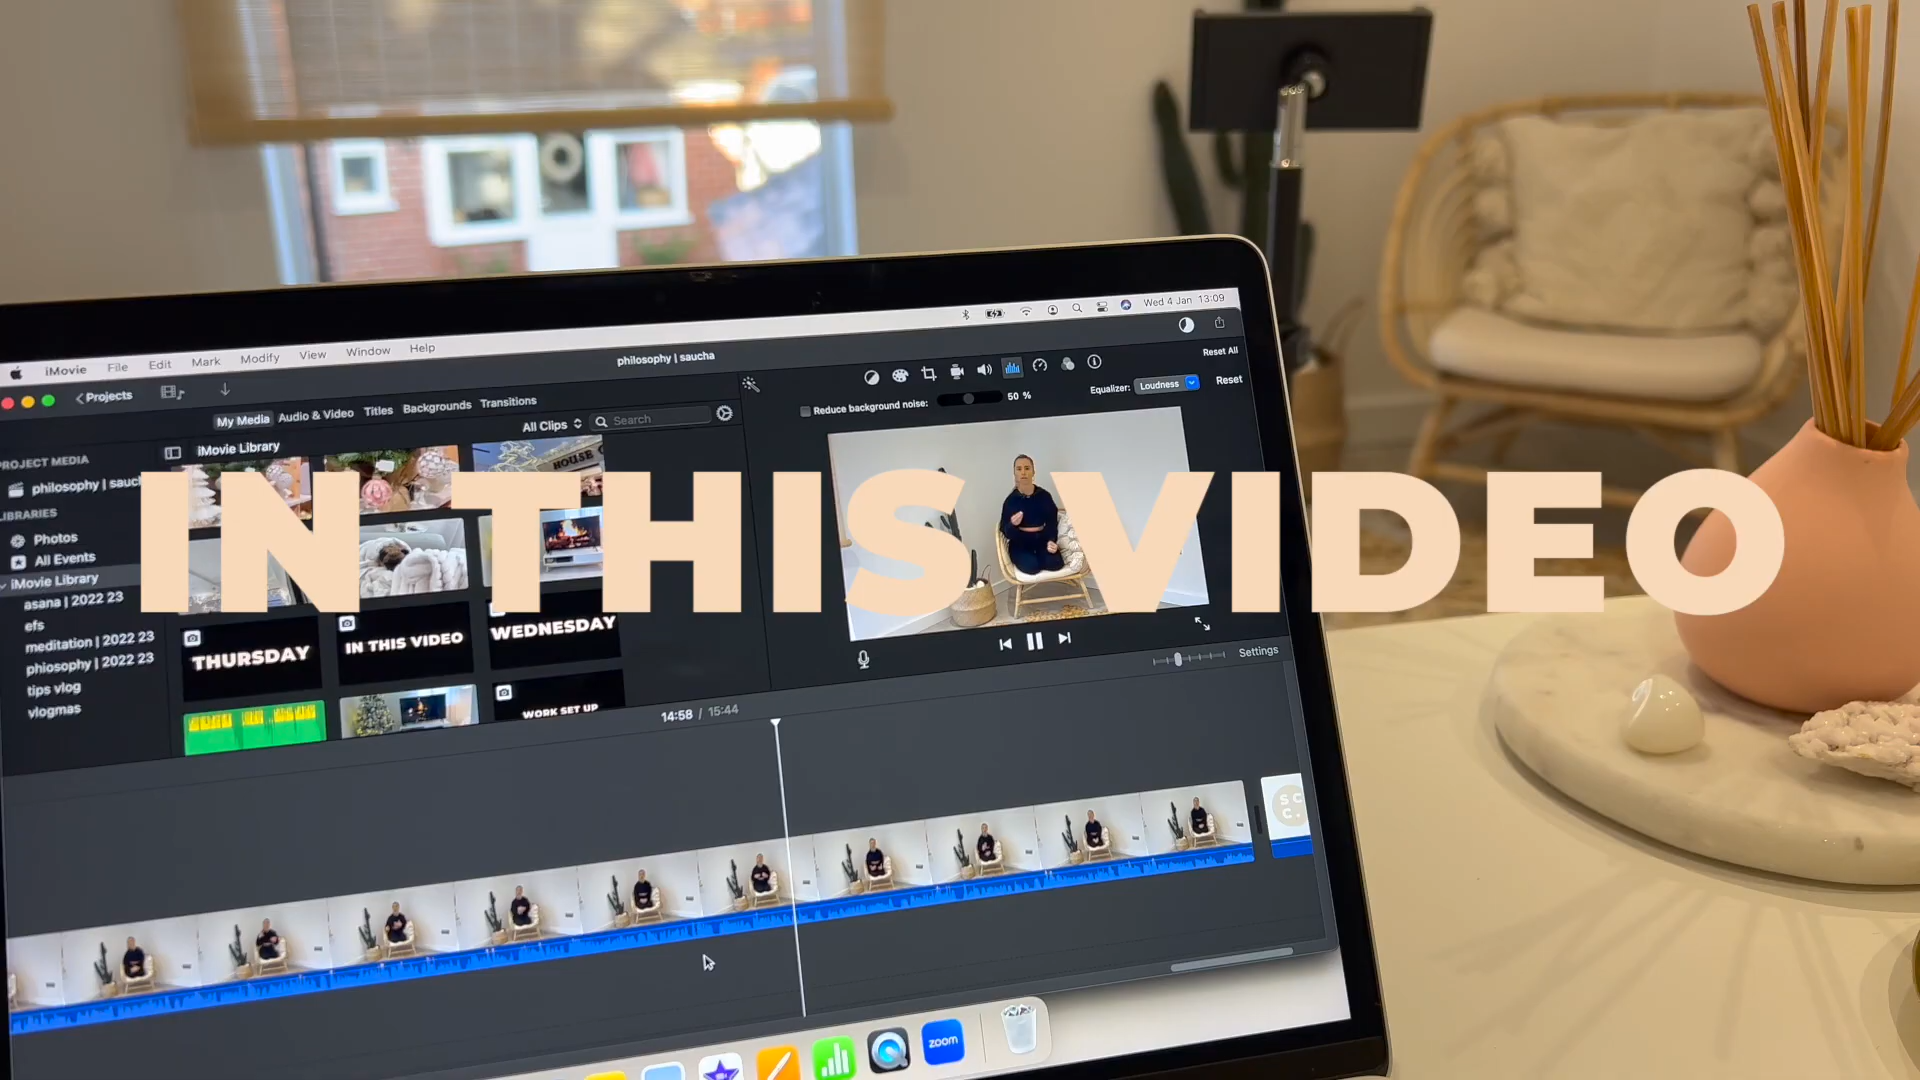 Wed 4 Jan 13:09
iMovie File Edit Mark Modify View Window Help
philosophy | saucha
Reset All
Projects
My Media Audio & Video Titles Backgrounds Transitions
Reduce background noise: 50 %
Equalizer: Loudness Reset
All Clips Search
PROJECT MEDIA
iMovie Library
philosophy | sauch
LIBRARIES
Photos
All Events
iMovie Library
asana | 2022 23
efs
meditation | 2022 23
phiosophy | 2022 23
tips vlog
vlogmas
HOUSE
IN THIS VIDEO
THURSDAY
IN THIS VIDEO
WEDNESDAY
WORK SET UP
14:58 / 15:44
Settings
S C
C.
zoom